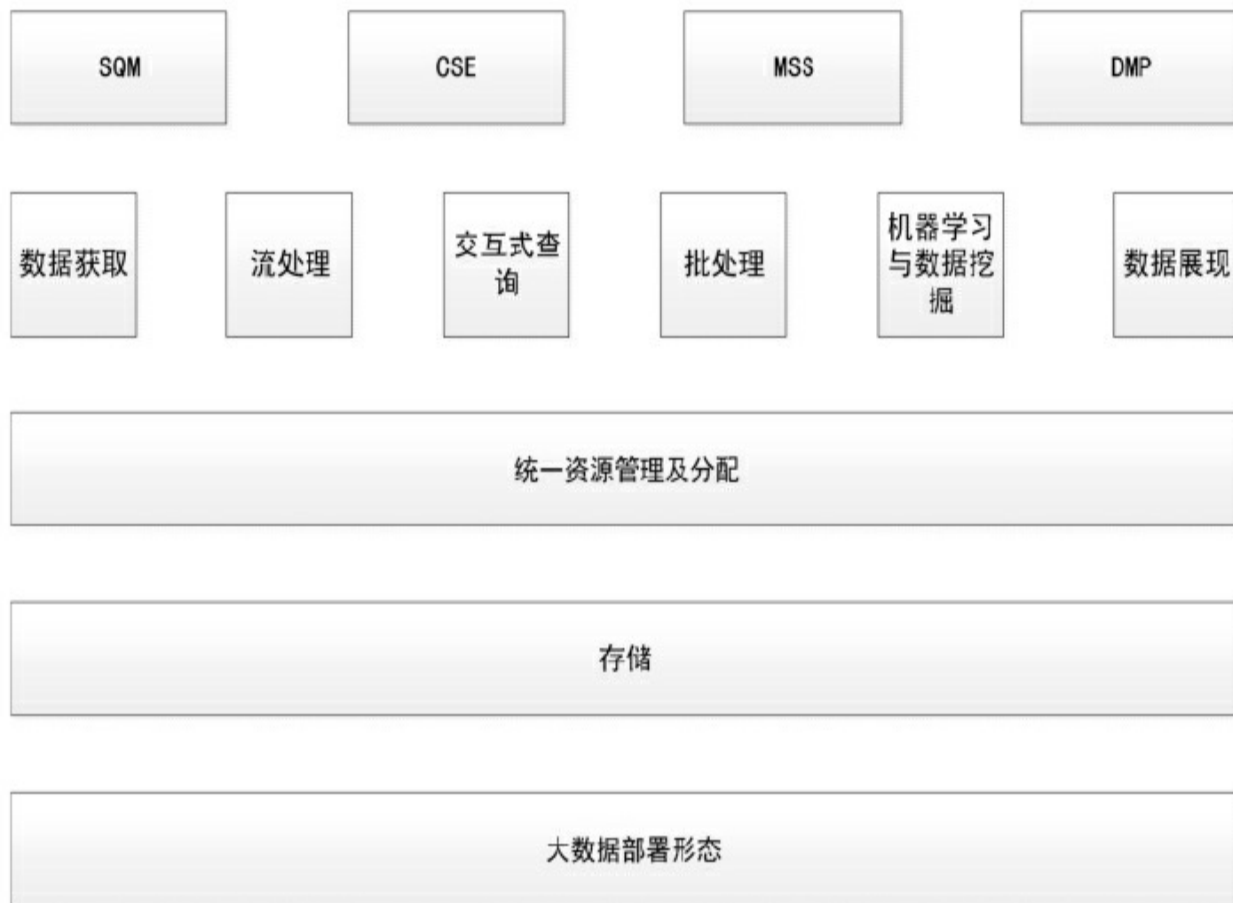 SQM
CSE
MSS
DMP
数据获取
流处理
交互式查
询
批处理
机器学习
与数据挖
掘
数据展现
统一资源管理及分配
存储
大数据部署形态